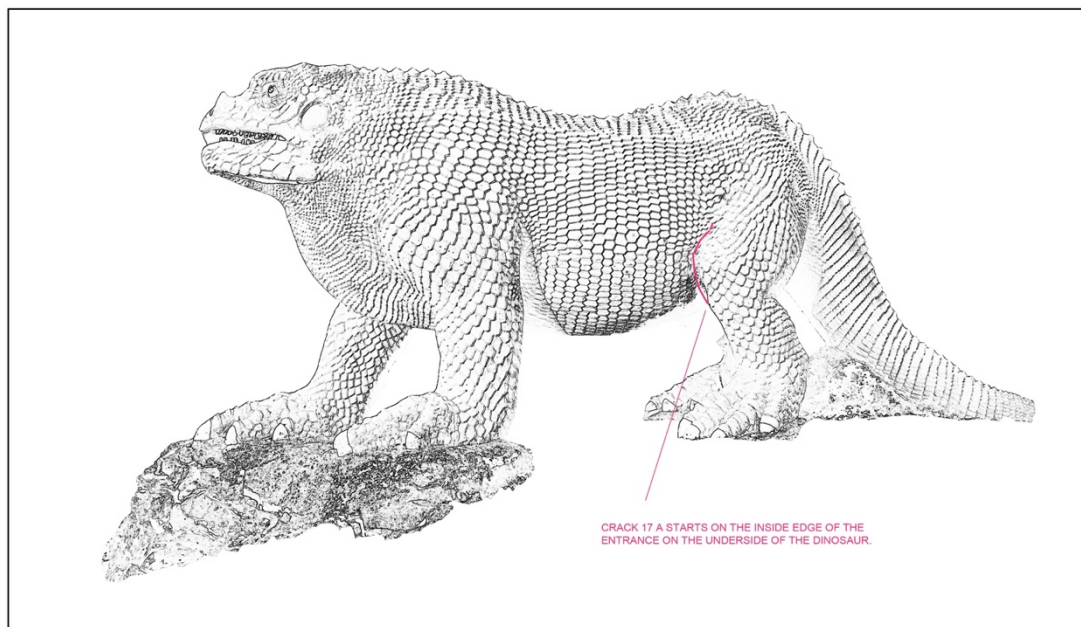 CRACK 17 A STARTS ON THE INSIDE EDGE OF THE
ENTRANCE ON THE UNDERSIDE OF THE DINOSAUR.